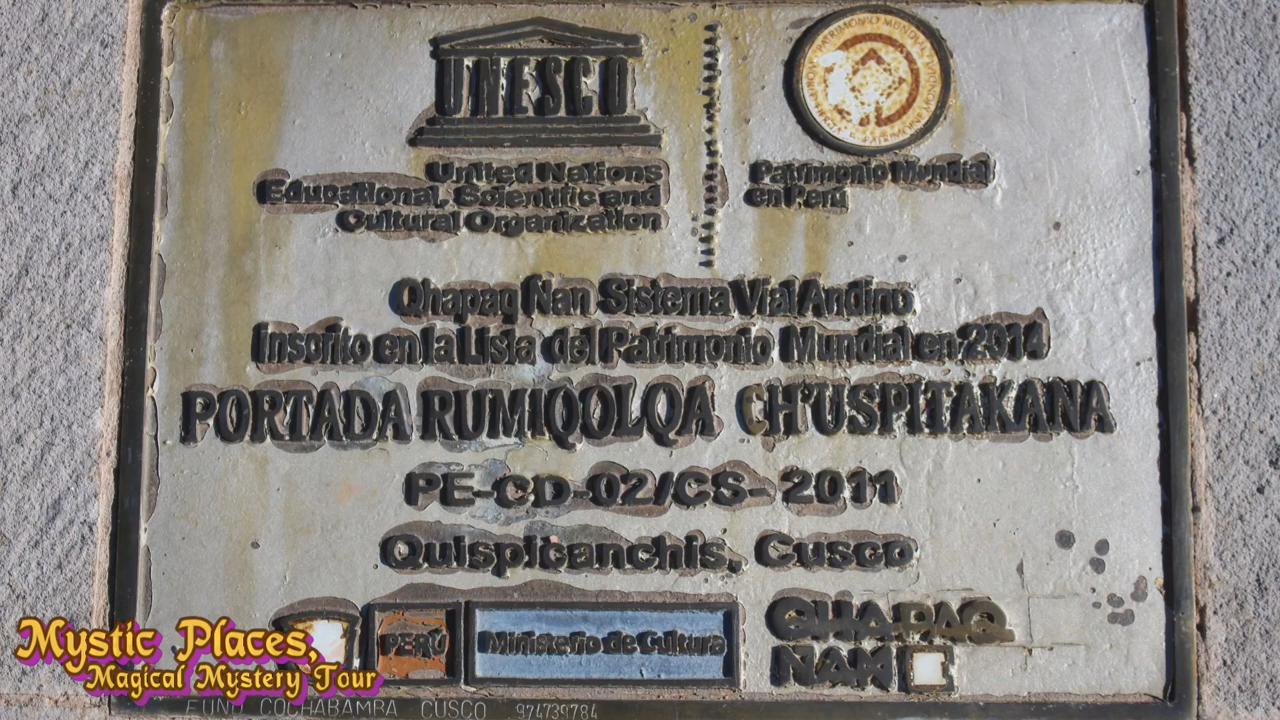 UNESCO
United Nations
Educational, Scientific and
Cultural Organization
Patrimonio Mundial
en Perú
Qhapaq Ñan Sistema Vial Andino
Inscrito en la Lista del Patrimonio Mundial en 2014
PORTADA RUMIQOLQA CH'USPITAKANA
PE-CD-02/CS-2011
Quispicanchis, Cusco
PERÚ
Ministerio de Cultura
QHAPAQ
ÑAN
Mystic Places,
Magical Mystery Tour
FUND COCHABAMBA CUSCO 974739784